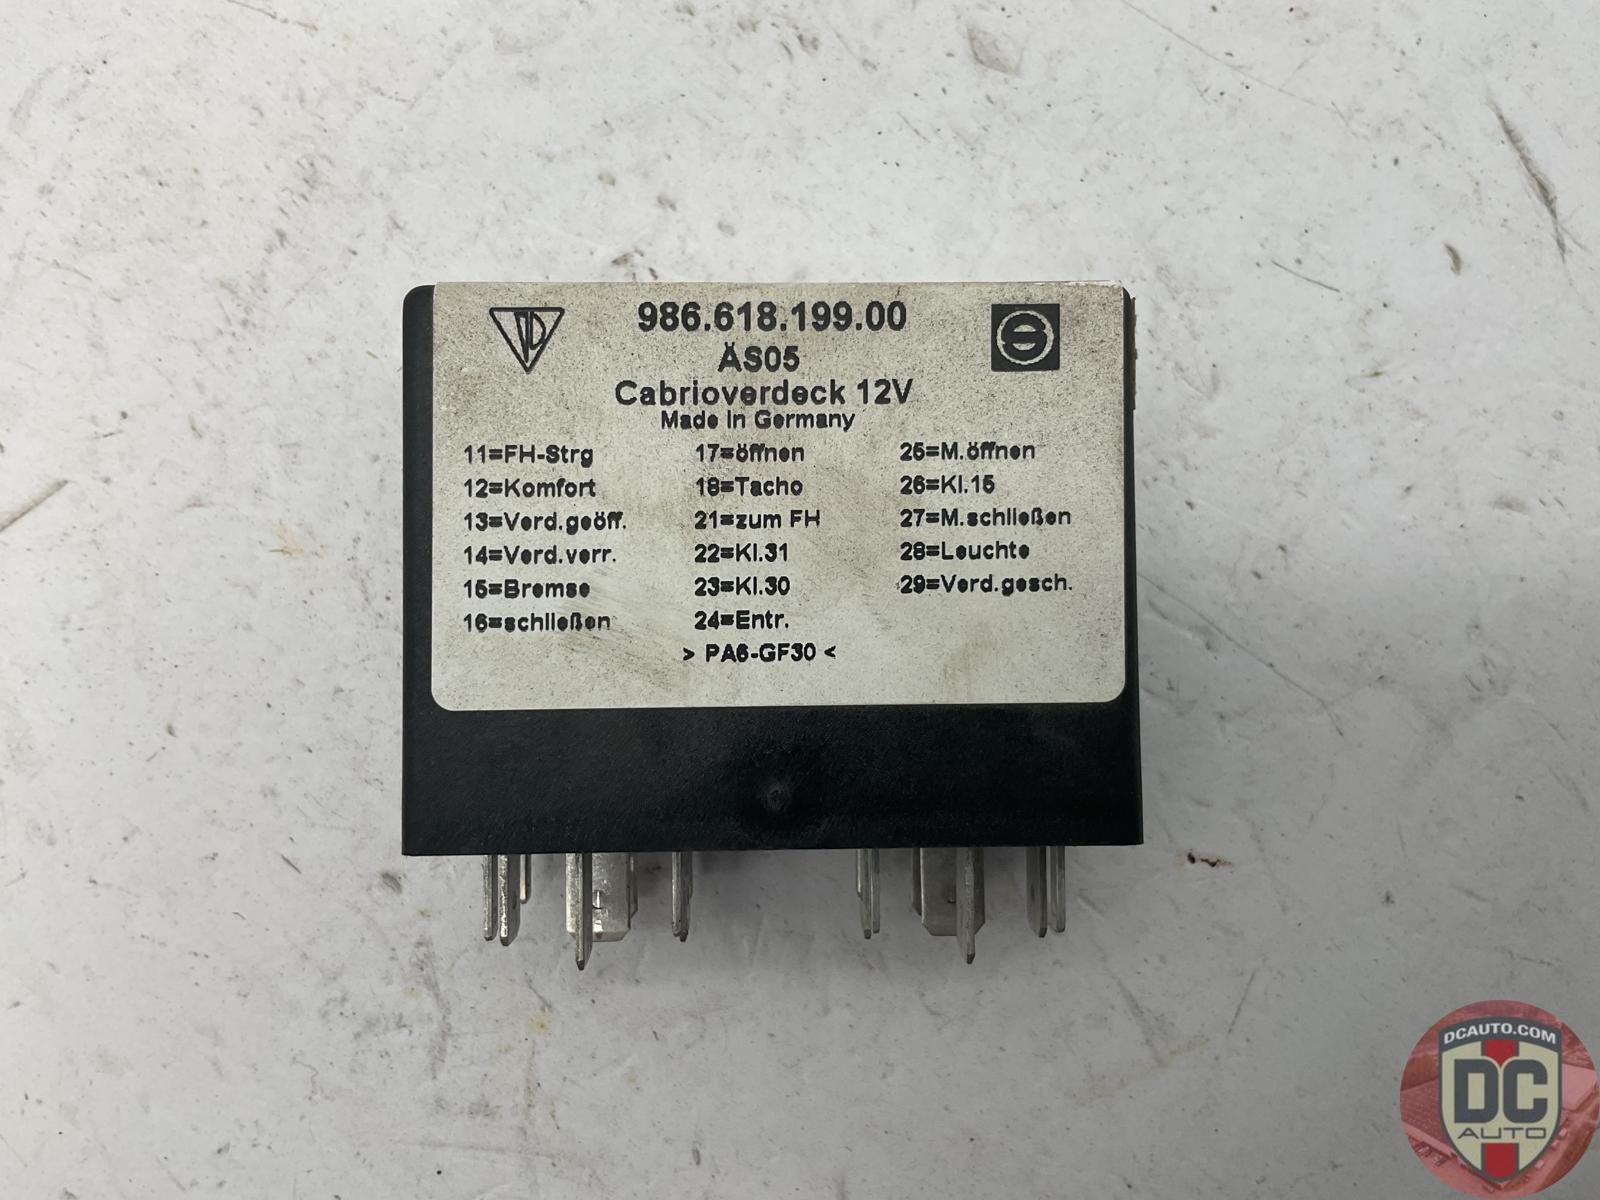 986.618.199.00
ÄS05
Cabrioverdeck 12V
Made in Germany
11=FH-Strg
12=Komfort
13=Verd.geöff.
14=Verd.verr.
15=Bremse
16=schließen
17=öffnen
18=Tacho
21=zum FH
22=Kl.31
23=Kl.30
24=Entr.
25=M.öffnen
26=Kl.15
27=M.schließen
28=Leuchte
29=Verd.gesch.
> PA6-GF30 <
DCAUTO.COM
DC
AUTO